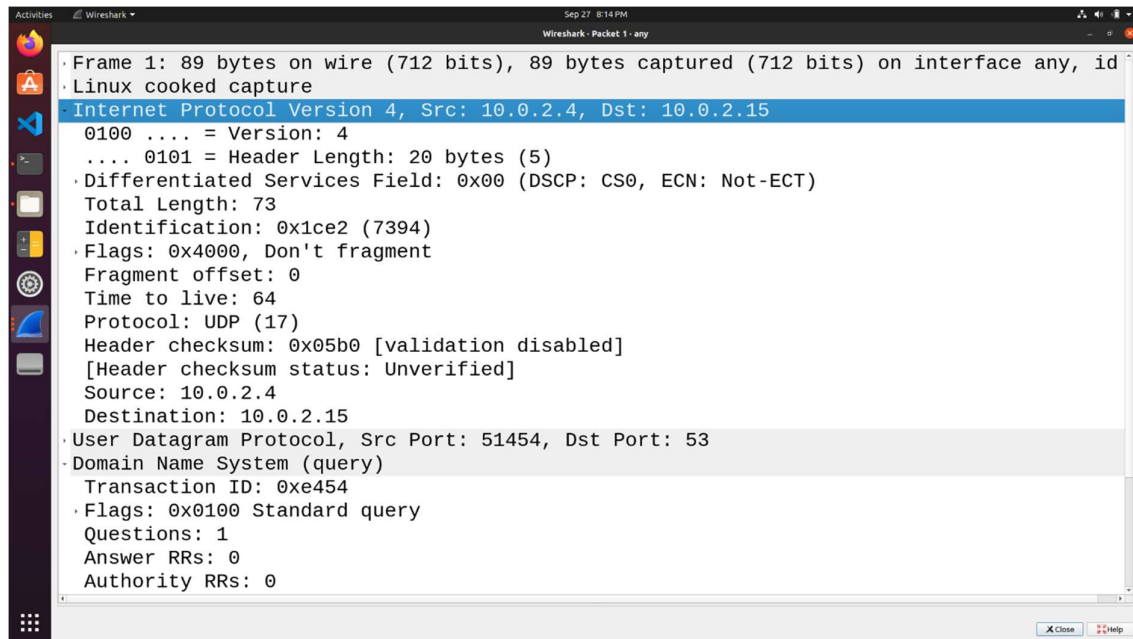 Activities Wireshark Sep 27 8:14 PM
Wireshark · Packet 1 · any
Frame 1: 89 bytes on wire (712 bits), 89 bytes captured (712 bits) on interface any, id
Linux cooked capture
Internet Protocol Version 4, Src: 10.0.2.4, Dst: 10.0.2.15
0100 .... = Version: 4
.... 0101 = Header Length: 20 bytes (5)
Differentiated Services Field: 0x00 (DSCP: CS0, ECN: Not-ECT)
Total Length: 73
Identification: 0x1ce2 (7394)
Flags: 0x4000, Don't fragment
Fragment offset: 0
Time to live: 64
Protocol: UDP (17)
Header checksum: 0x05b0 [validation disabled]
[Header checksum status: Unverified]
Source: 10.0.2.4
Destination: 10.0.2.15
User Datagram Protocol, Src Port: 51454, Dst Port: 53
Domain Name System (query)
Transaction ID: 0xe454
Flags: 0x0100 Standard query
Questions: 1
Answer RRs: 0
Authority RRs: 0
Close Help